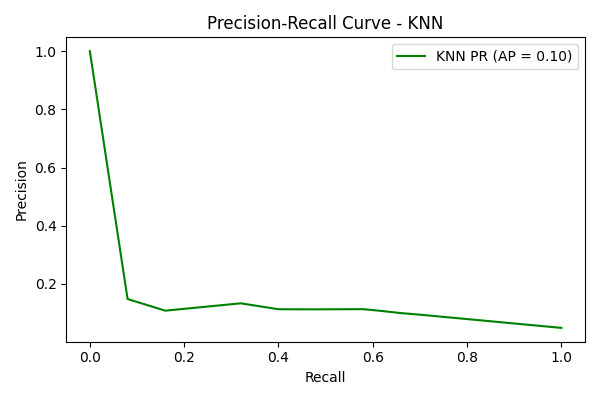 Precision-Recall Curve - KNN
KNN PR (AP = 0.10)
Precision
1.0
0.8
0.6
0.4
0.2
0.0 0.2 0.4 0.6 0.8 1.0
Recall